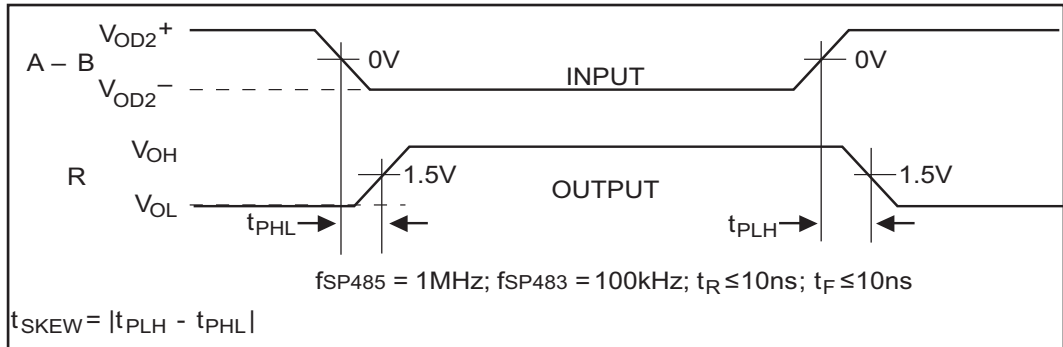 VOD2+
A – B
0V
0V
INPUT
VOD2–
VOH
R
1.5V
1.5V
OUTPUT
VOL
tPHL
tPLH
fSP485 = 1MHz; fSP483 = 100kHz; tR ≤10ns; tF ≤10ns
tSKEW = |tPLH - tPHL|